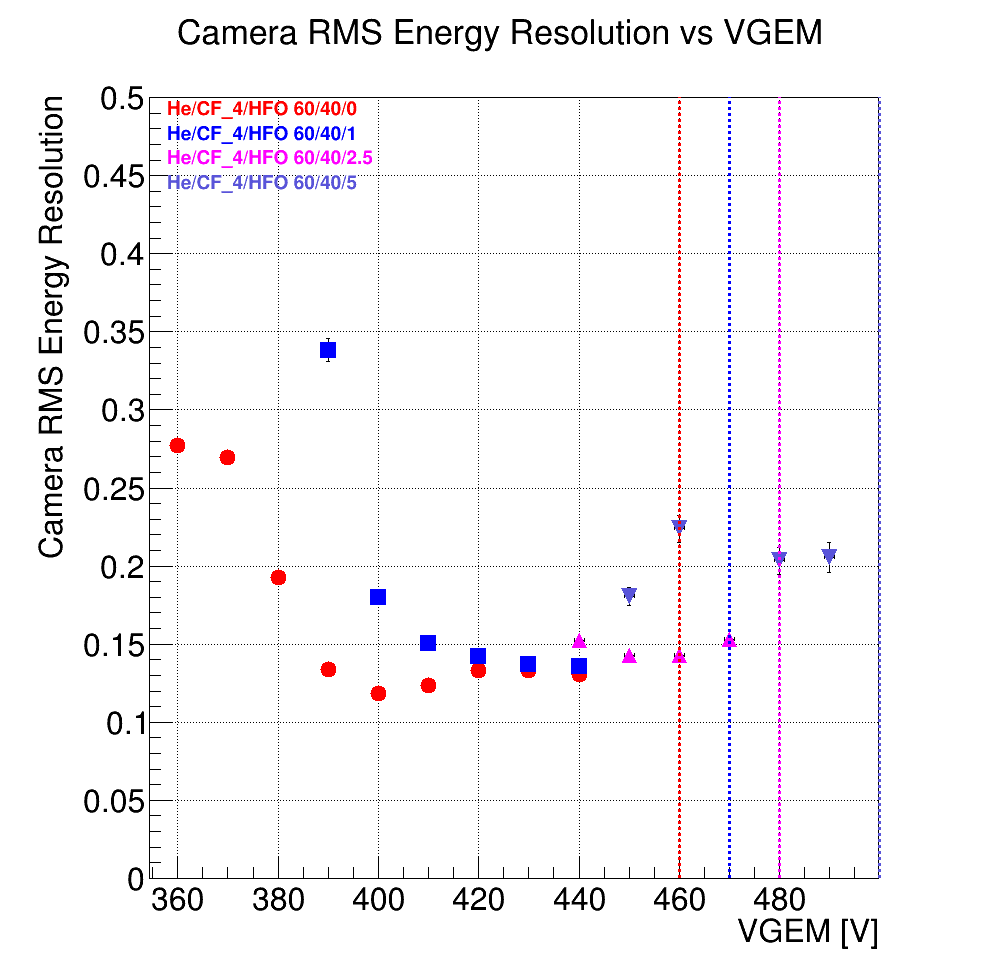 Camera RMS Energy Resolution vs VGEM
Camera RMS Energy Resolution
He/CF_4/HFO 60/40/0
He/CF_4/HFO 60/40/1
He/CF_4/HFO 60/40/2.5
He/CF_4/HFO 60/40/5
0.5
0.45
0.4
0.35
0.3
0.25
0.2
0.15
0.1
0.05
0
360 380 400 420 440 460 480
VGEM [V]